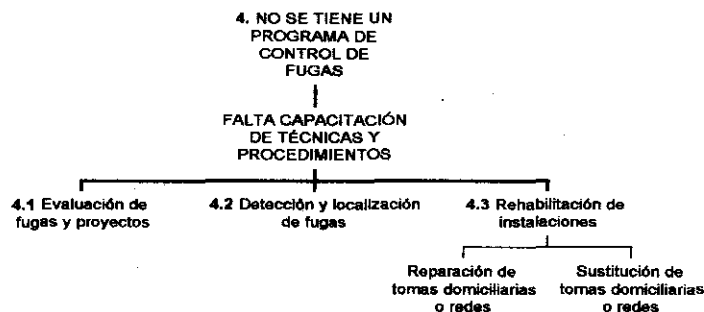 4. NO SE TIENE UN
PROGRAMA DE
CONTROL DE
FUGAS
FALTA CAPACITACIÓN
DE TÉCNICAS Y
PROCEDIMIENTOS
4.1 Evaluación de
fugas y proyectos
4.2 Detección y localización
de fugas
4.3 Rehabilitación de
instalaciones
Reparación de
tomas domiciliarias
o redes
Sustitución de
tomas domiciliarias
o redes